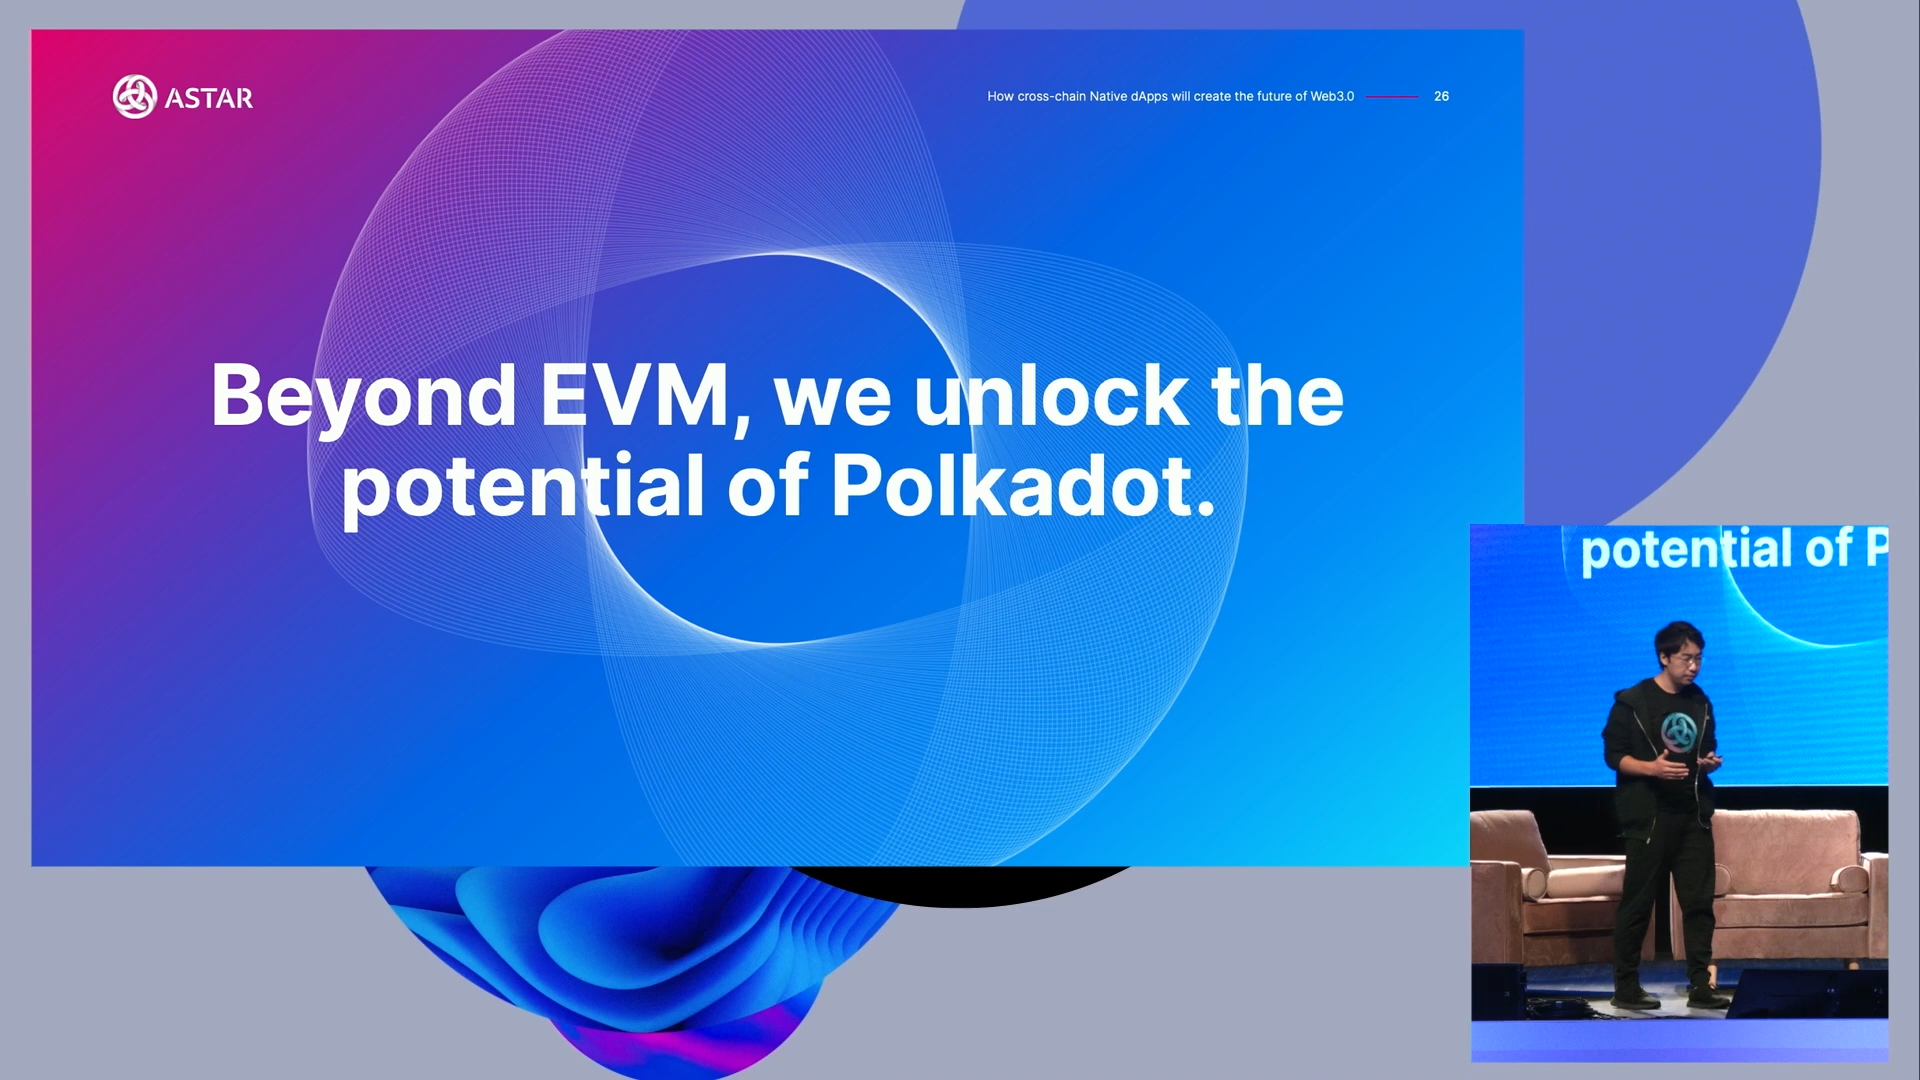 ASTAR
How cross-chain Native dApps will create the future of Web3.0
26
Beyond EVM, we unlock the
potential of Polkadot.
potential of P